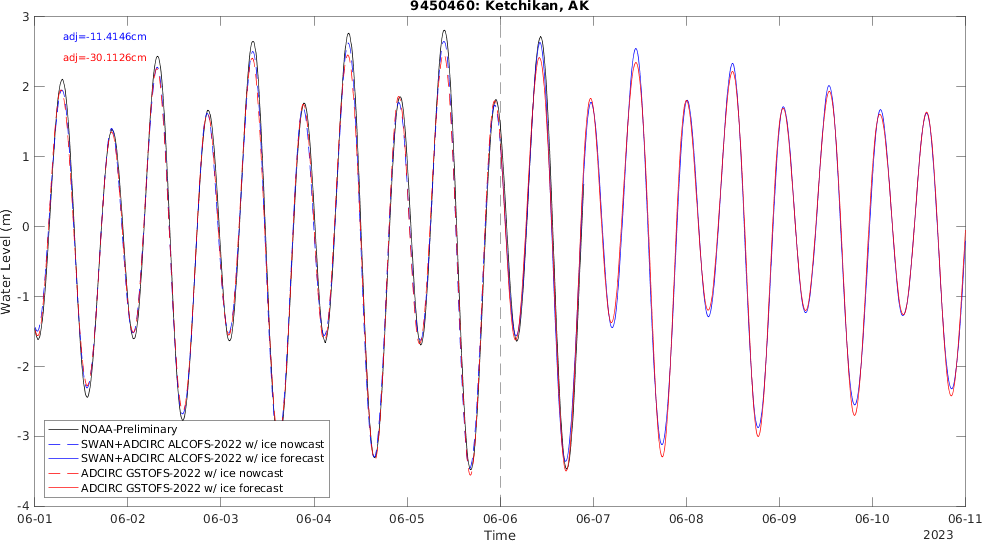 9450460: Ketchikan, AK
adj=-11.4146cm
adj=-30.1126cm
3
2
1
0
-1
-2
-3
-4
Water Level (m)
NOAA-Preliminary
SWAN+ADCIRC ALCOFS-2022 w/ ice nowcast
SWAN+ADCIRC ALCOFS-2022 w/ ice forecast
ADCIRC GSTOFS-2022 w/ ice nowcast
ADCIRC GSTOFS-2022 w/ ice forecast
06-01 06-02 06-03 06-04 06-05 06-06 06-07 06-08 06-09 06-10 06-11
Time
2023